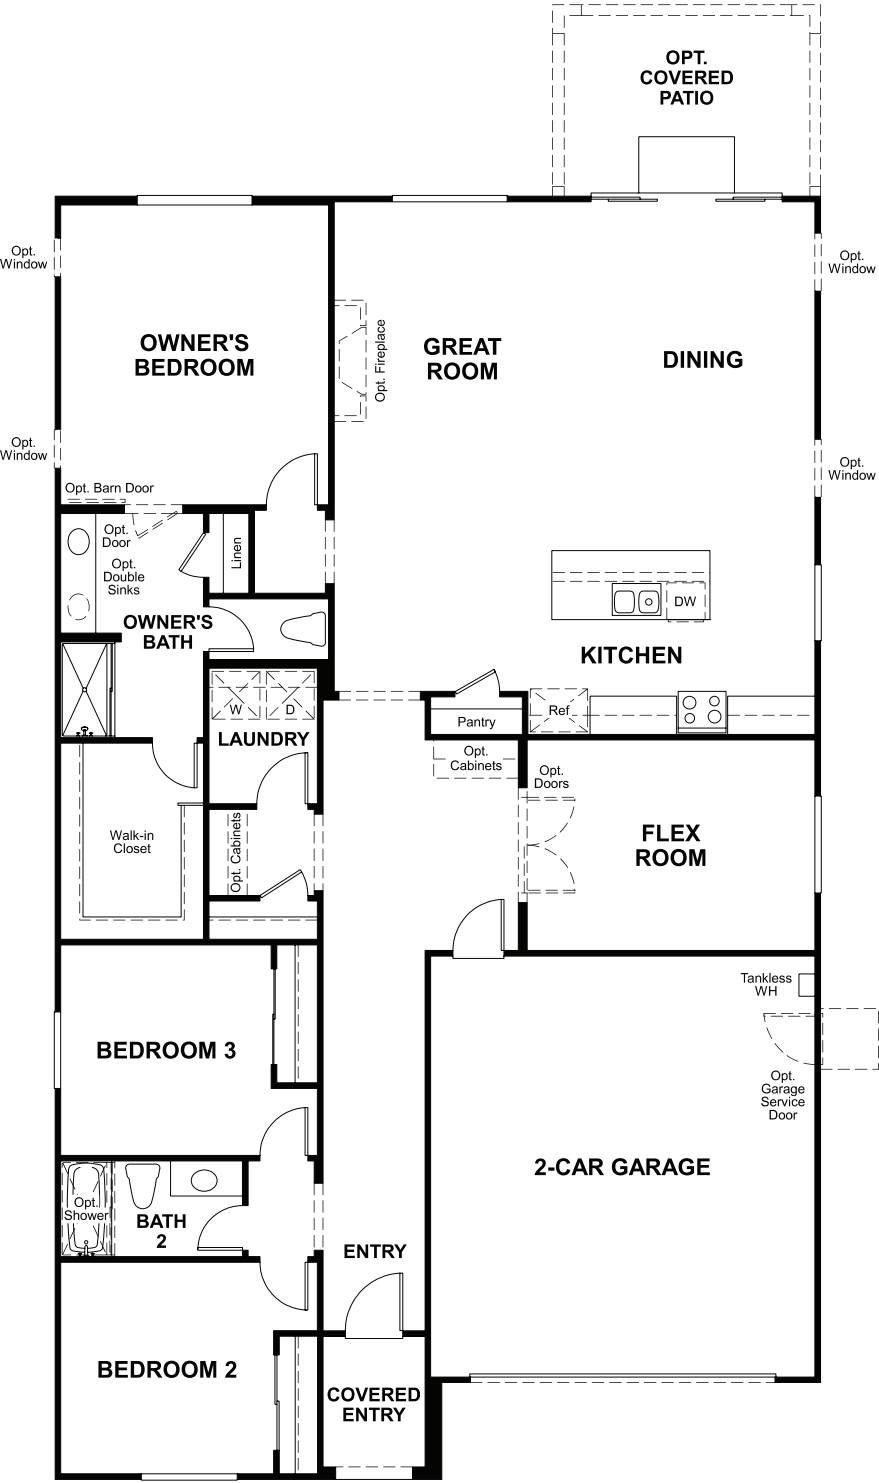 OPT.
COVERED
PATIO
Opt.
Window
Opt.
Window
OWNER'S
BEDROOM
Opt. Fireplace
GREAT
ROOM
DINING
Opt.
Window
Opt.
Window
Opt. Barn Door
Opt.
Door
Opt.
Double
Sinks
Linen
OWNER'S
BATH
DW
KITCHEN
W
D
LAUNDRY
Pantry
Ref
Opt.
Cabinets
Opt.
Doors
Walk-in
Closet
Opt. Cabinets
FLEX
ROOM
Tankless
WH
BEDROOM 3
Opt.
Garage
Service
Door
2-CAR GARAGE
Opt.
Shower
BATH
2
ENTRY
BEDROOM 2
COVERED
ENTRY